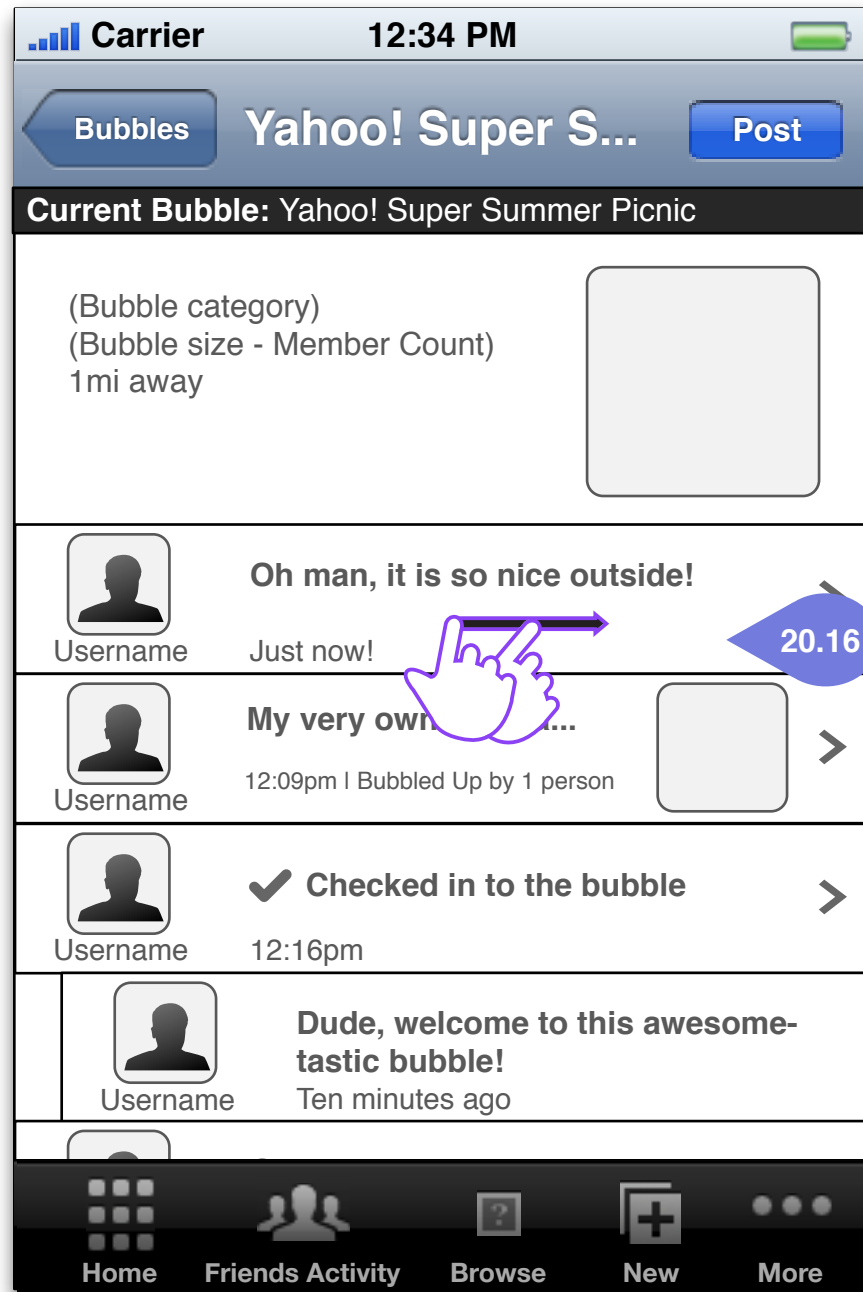 Carrier 12:34 PM
Bubbles Yahoo! Super S... Post
Current Bubble: Yahoo! Super Summer Picnic
(Bubble category)
(Bubble size - Member Count)
1mi away
Oh man, it is so nice outside!
Username Just now!
20.16
My very own ...
12:09pm | Bubbled Up by 1 person
Username
Checked in to the bubble
Username 12:16pm
Dude, welcome to this awesome-
tastic bubble!
Username Ten minutes ago
?
Home Friends Activity Browse New More